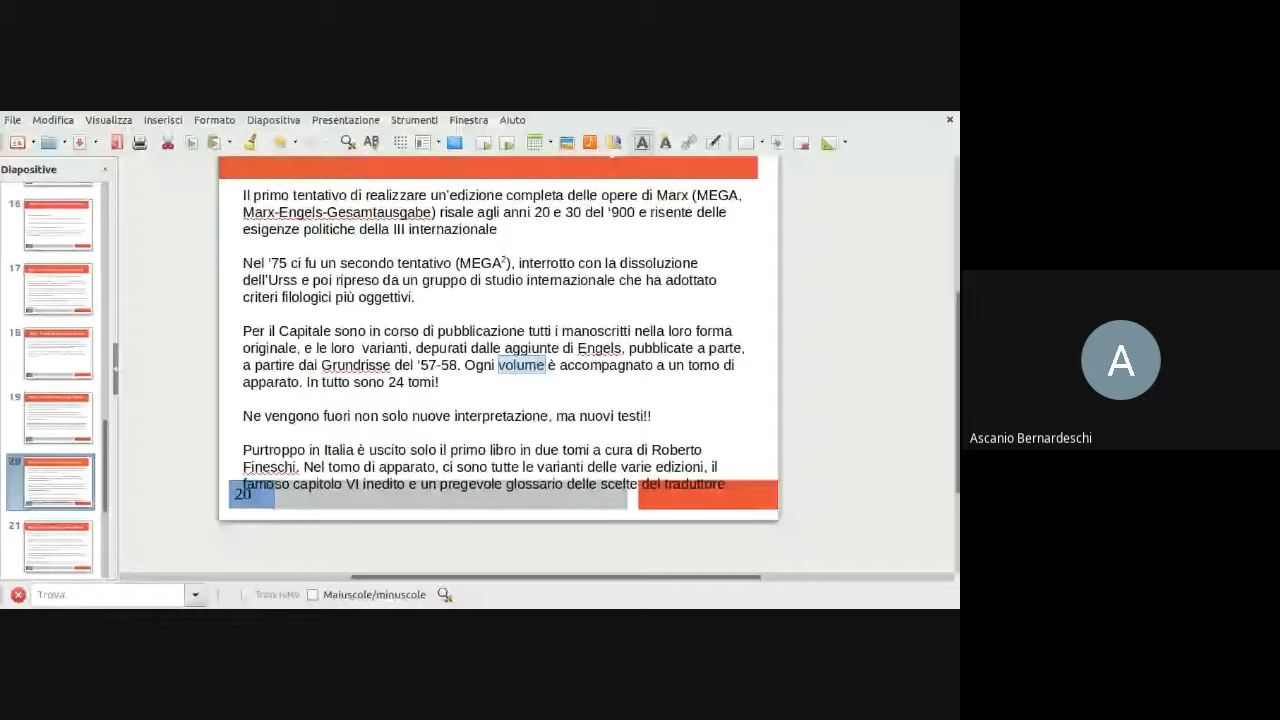 File Modifica Visualizza Inserisci Formato Diapositiva Presentazione Strumenti Finestra Aiuto
Diapositive
16
17
18
19
20
21
Il primo tentativo di realizzare un'edizione completa delle opere di Marx (MEGA,
Marx-Engels-Gesamtausgabe) risale agli anni 20 e 30 del '900 e risente delle
esigenze politiche della III internazionale
Nel '75 ci fu un secondo tentativo (MEGA²), interrotto con la dissoluzione
dell'Urss e poi ripreso da un gruppo di studio internazionale che ha adottato
criteri filologici più oggettivi.
Per il Capitale sono in corso di pubblicazione tutti i manoscritti nella loro forma
originale, e le loro varianti, depurati dalle aggiunte di Engels, pubblicate a parte,
a partire dai Grundrisse del '57-58. Ogni volume è accompagnato a un tomo di
apparato. In tutto sono 24 tomi!
Ne vengono fuori non solo nuove interpretazione, ma nuovi testi!!
Purtroppo in Italia è uscito solo il primo libro in due tomi a cura di Roberto
Fineschi. Nel tomo di apparato, ci sono tutte le varianti delle varie edizioni, il
famoso capitolo VI inedito e un pregevole glossario delle scelte del traduttore
20
Trova
Trova tutto
Maiuscole/minuscole
A
Ascanio Bernardeschi